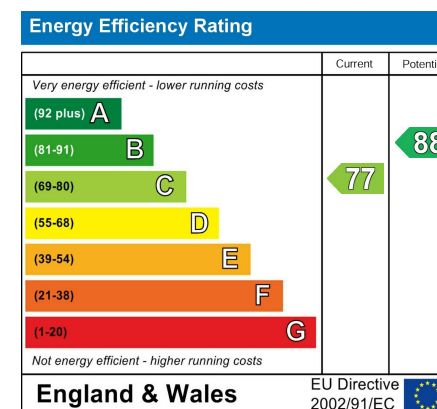 Energy Efficiency Rating
Current Potenti
Very energy efficient - lower running costs
(92 plus) A
(81-91) B
88
(69-80) C
77
(55-68) D
(39-54) E
(21-38) F
(1-20) G
Not energy efficient - higher running costs
England & Wales
EU Directive
2002/91/EC